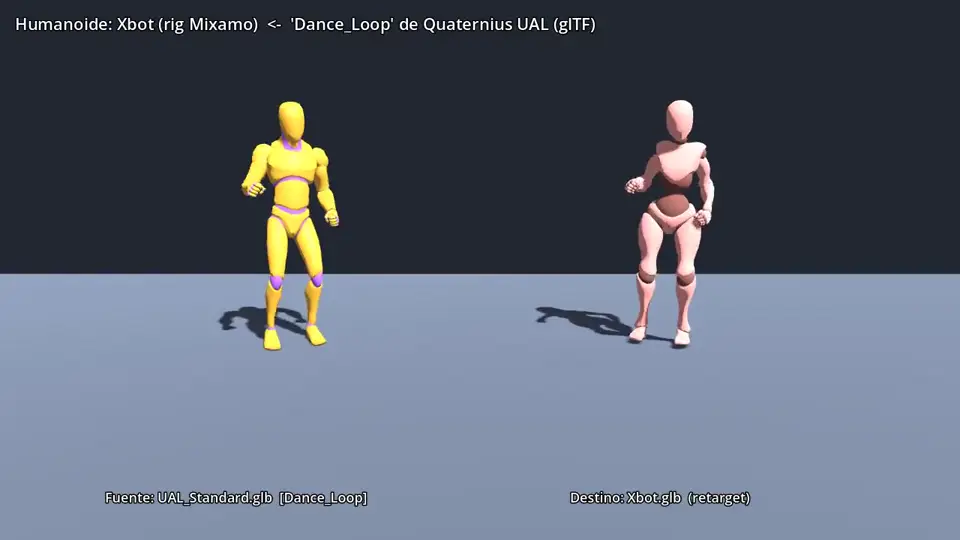 Humanoide: Xbot (rig Mixamo)  <-  'Dance_Loop' de Quaternius UAL (glTF)
Fuente: UAL_Standard.glb  [Dance_Loop]
Destino: Xbot.glb  (retarget)